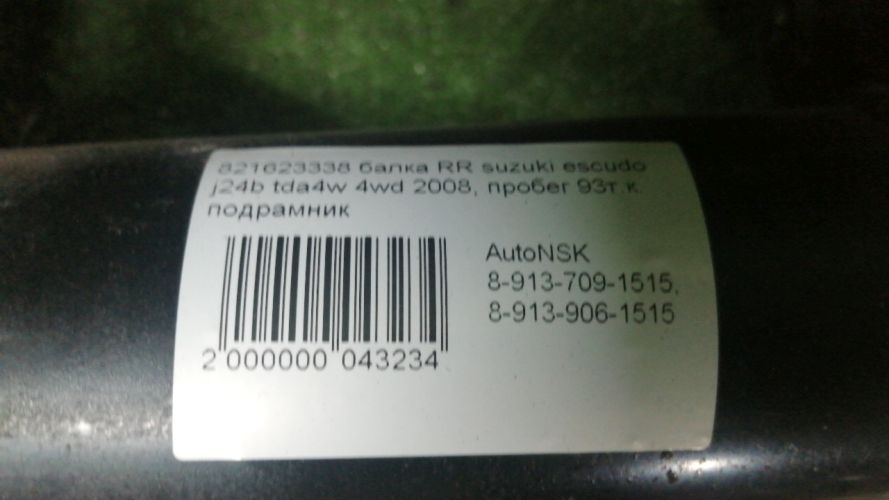 821623338 балка RR suzuki escudo
j24b tda4w 4wd 2008, пробег 93т.к.
подрамник
AutoNSK
8-913-709-1515,
8-913-906-1515
2 000000 043234